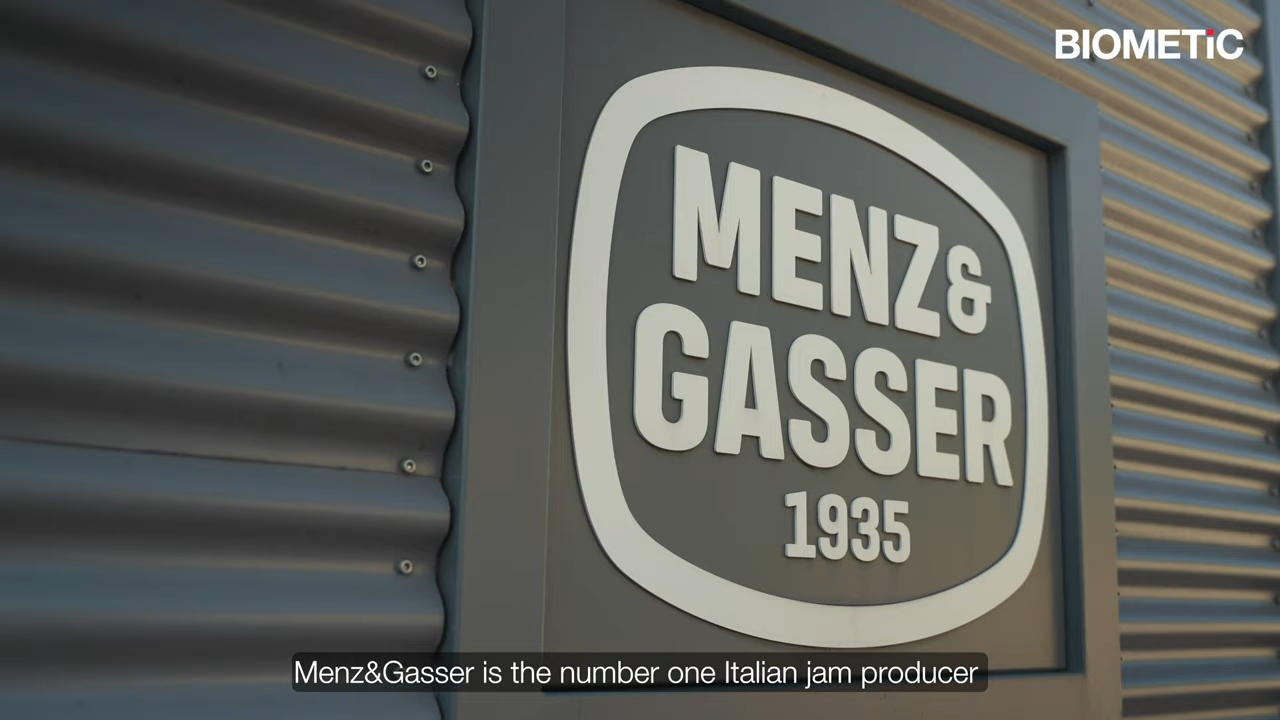 BIOMETiC
MENZ&
GASSER
1935
Menz&Gasser is the number one Italian jam producer